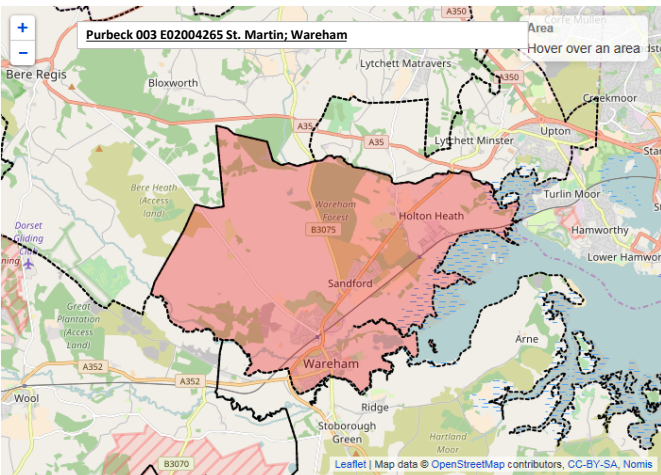 +
−
Purbeck 003 E02004265 St. Martin; Wareham
Area
Hover over an area
A350
Corfe Mullen
Bere Regis
Bloxworth
Lytchett Matravers
A350
Creekmoor
A35
A35
Upton
Lytchett Minster
Bere Heath
(Access
land)
Turlin Moor
Wareham
Forest
Holton Heath
B3075
Hamworthy
Dorset
Gliding
Club
Lower Hamwor
Sandford
Great
Plantation
(Access
Land)
Arne
A352
Wareham
A352
Wool
Ridge
Stoborough
Green
Hartland
Moor
B3070
Leaflet | Map data © OpenStreetMap contributors, CC-BY-SA, Nomis